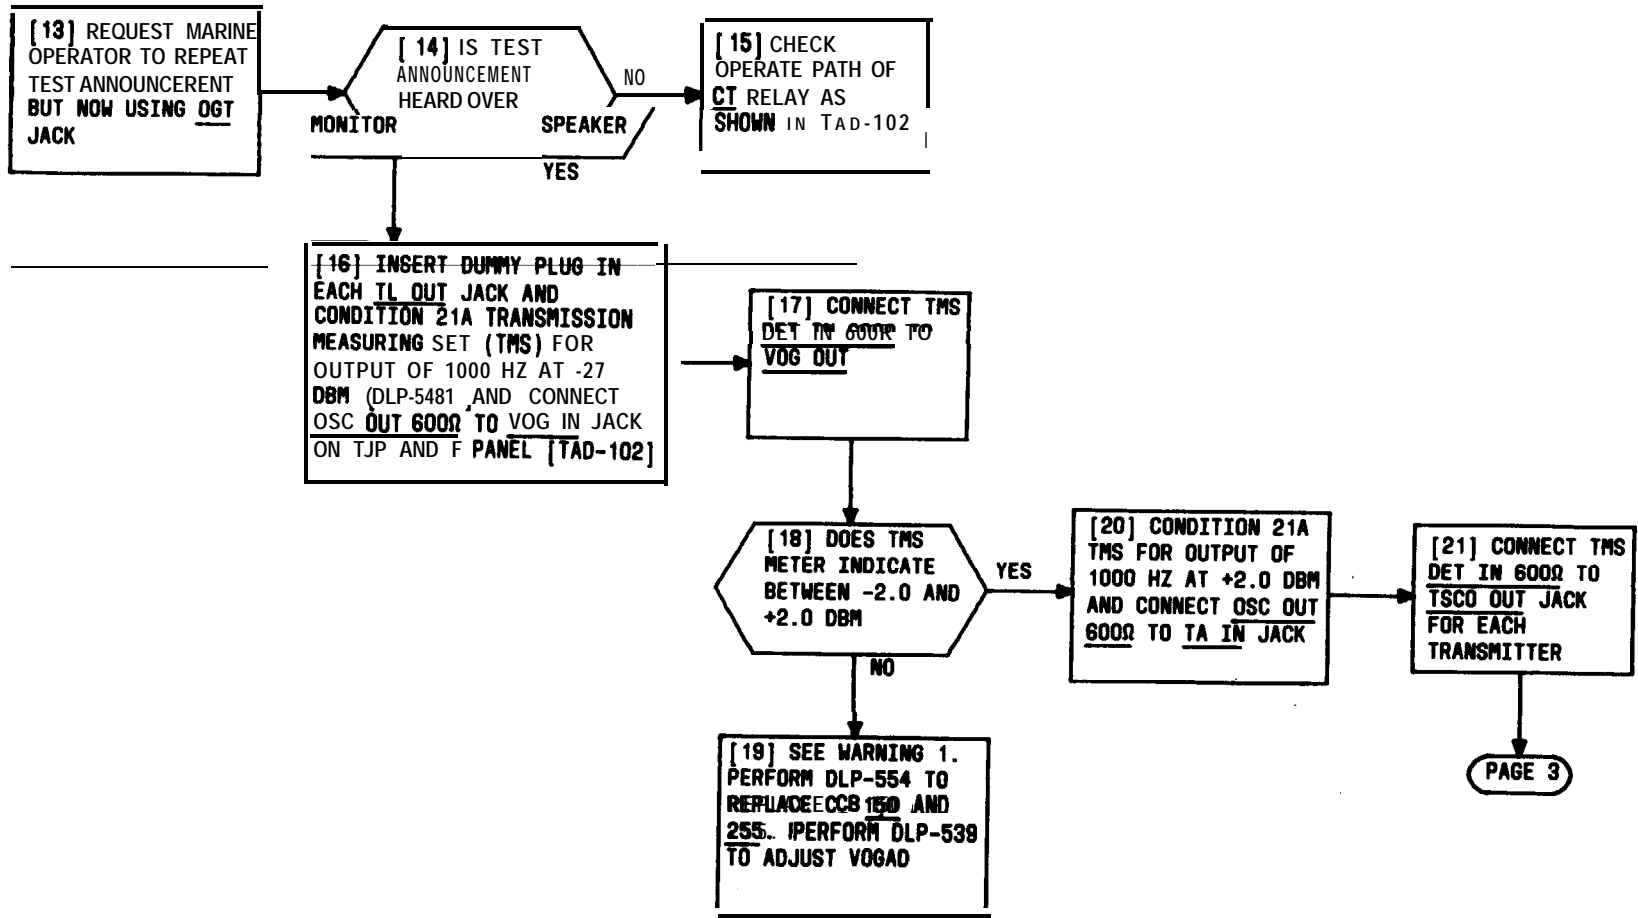 [13] REQUEST MARINE
OPERATOR TO REPEAT
TEST ANNOUNCERENT
BUT NOW USING OGT
JACK
[14] IS TEST
ANNOUNCEMENT
HEARD OVER
MONITOR SPEAKER
NO
YES
[15] CHECK
OPERATE PATH OF
CT RELAY AS
SHOWN IN TAD-102
[16] INSERT DUMMY PLUG IN
EACH TL OUT JACK AND
CONDITION 21A TRANSMISSION
MEASURING SET (TMS) FOR
OUTPUT OF 1000 HZ AT -27
DBM (DLP-5481 AND CONNECT
OSC OUT 600Ω TO VOG IN JACK
ON TJP AND F PANEL [TAD-102]
[17] CONNECT TMS
DET IN 600Ω TO
VOG OUT
[18] DOES TMS
METER INDICATE
BETWEEN -2.0 AND
+2.0 DBM
YES
NO
[19] SEE WARNING 1.
PERFORM DLP-554 TO
REPLACE CCB AND
255. PERFORM DLP-539
TO ADJUST VOGAD
[20] CONDITION 21A
TMS FOR OUTPUT OF
1000 HZ AT +2.0 DBM
AND CONNECT OSC OUT
600Ω TO TA IN JACK
[21] CONNECT TMS
DET IN 600Ω TO
TSCO OUT JACK
FOR EACH
TRANSMITTER
PAGE 3